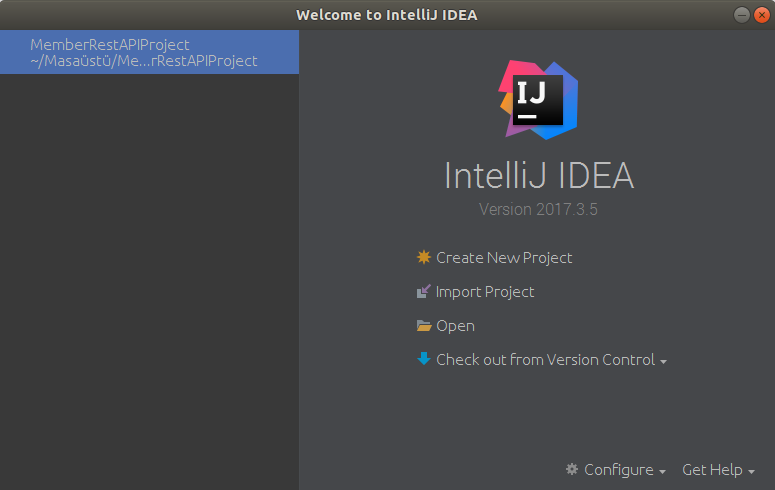 Welcome to IntelliJ IDEA
MemberRestAPIProject
~/Masaüstü/Me...rRestAPIProject
IJ
IntelliJ IDEA
Version 2017.3.5
Create New Project
Import Project
Open
Check out from Version Control
Configure
Get Help